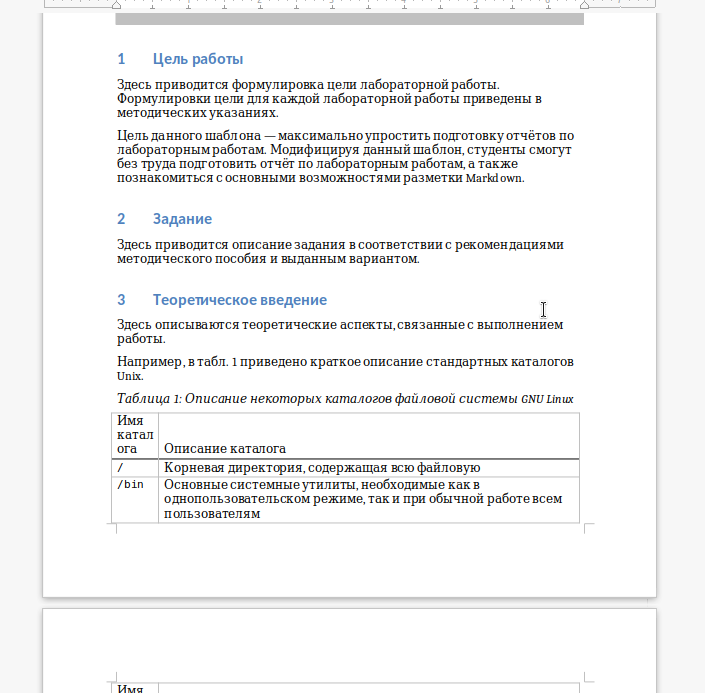 1 Цель работы
Здесь приводится формулировка цели лабораторной работы.
Формулировки цели для каждой лабораторной работы приведены в
методических указаниях.
Цель данного шаблона — максимально упростить подготовку отчётов по
лабораторным работам. Модифицируя данный шаблон, студенты смогут
без труда подготовить отчёт по лабораторным работам, а также
познакомиться с основными возможностями разметки Markdown.
2 Задание
Здесь приводится описание задания в соответствии с рекомендациями
методического пособия и выданным вариантом.
3 Теоретическое введение
Здесь описываются теоретические аспекты, связанные с выполнением
работы.
Например, в табл. 1 приведено краткое описание стандартных каталогов
Unix.
Таблица 1: Описание некоторых каталогов файловой системы GNU Linux
Имя
катал
ога
Описание каталога
/ Корневая директория, содержащая всю файловую
/bin Основные системные утилиты, необходимые как в
однопользовательском режиме, так и при обычной работе всем
пользователям
Имя